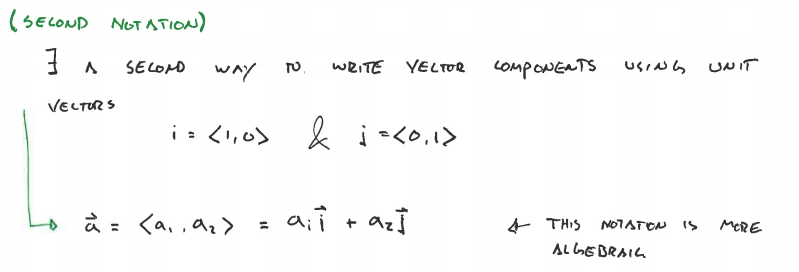 (SECOND NOTATION)
∃ A SECOND WAY TO WRITE VECTOR COMPONENTS USING UNIT
VECTORS
i = <1,0> & j = <0,1>
a⃗ = <a₁, a₂> = a₁i⃗ + a₂j⃗ ← THIS NOTATION IS MORE
ALGEBRAIC